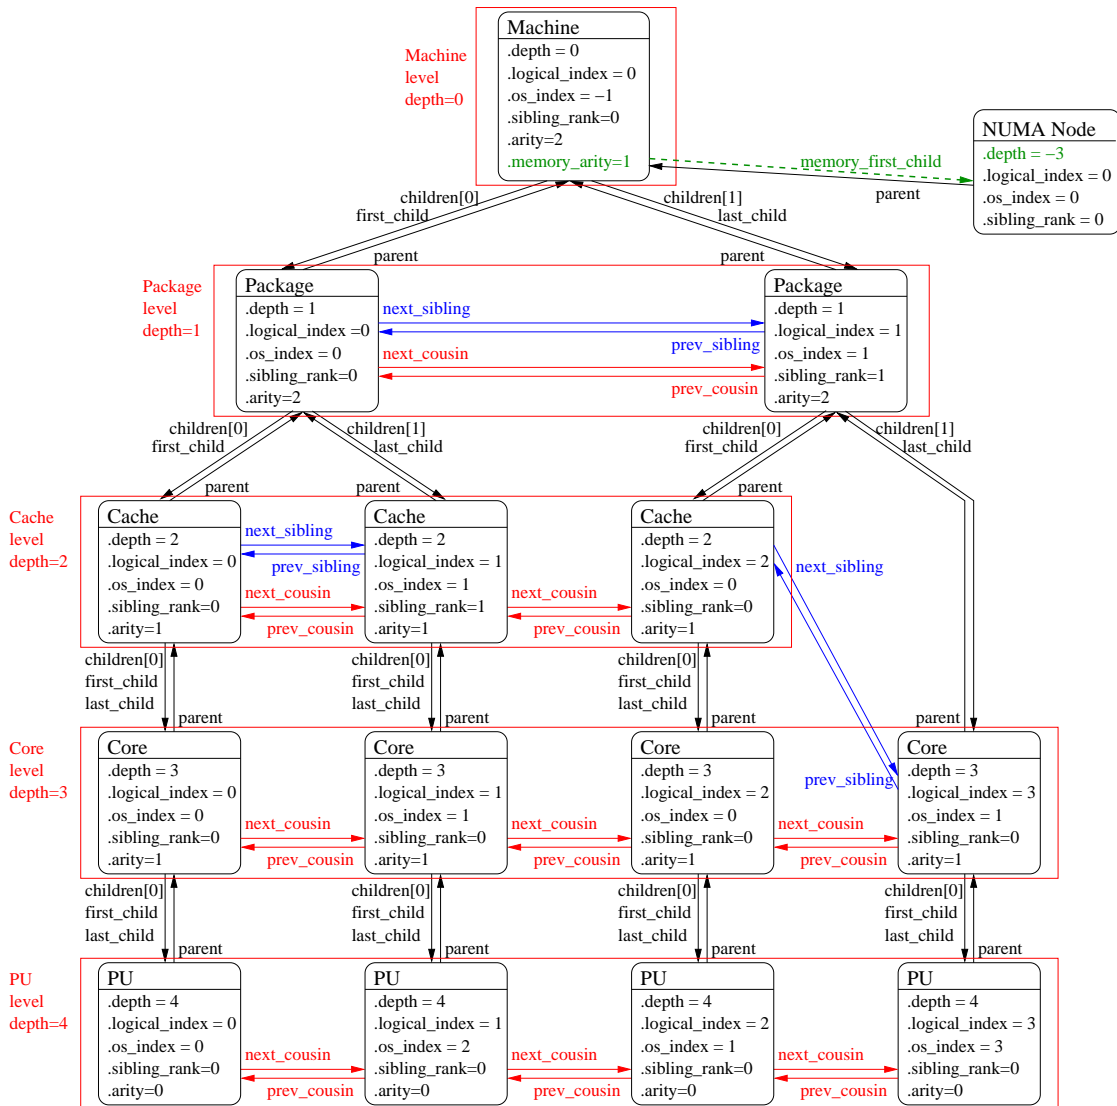 Machine
.depth = 0
.logical_index = 0
.os_index = −1
.sibling_rank=0
.arity=2
.memory_arity=1
Machine
level
depth=0
NUMA Node
.depth = −3
.logical_index = 0
.os_index = 0
.sibling_rank = 0
memory_first_child
parent
children[0]
first_child
children[1]
last_child
parent
parent
Package
level
depth=1
Package
.depth = 1
.logical_index =0
.os_index = 0
.sibling_rank=0
.arity=2
next_sibling
prev_sibling
next_cousin
prev_cousin
Package
.depth = 1
.logical_index = 1
.os_index = 1
.sibling_rank=1
.arity=2
children[0]
first_child
children[1]
last_child
children[0]
first_child
children[1]
last_child
parent
parent
parent
Cache
level
depth=2
Cache
.depth = 2
.logical_index = 0
.os_index = 0
.sibling_rank=0
.arity=1
next_sibling
prev_sibling
next_cousin
prev_cousin
Cache
.depth = 2
.logical_index = 1
.os_index = 1
.sibling_rank=1
.arity=1
next_cousin
prev_cousin
Cache
.depth = 2
.logical_index = 2
.os_index = 0
.sibling_rank=0
.arity=1
next_sibling
children[0]
first_child
last_child
parent
children[0]
first_child
last_child
parent
children[0]
first_child
last_child
parent
parent
Core
level
depth=3
Core
.depth = 3
.logical_index = 0
.os_index = 0
.sibling_rank=0
.arity=1
next_cousin
prev_cousin
Core
.depth = 3
.logical_index = 1
.os_index = 1
.sibling_rank=0
.arity=1
next_cousin
prev_cousin
Core
.depth = 3
.logical_index = 2
.os_index = 0
.sibling_rank=0
.arity=1
prev_sibling
next_cousin
prev_cousin
Core
.depth = 3
.logical_index = 3
.os_index = 1
.sibling_rank=0
.arity=1
children[0]
first_child
last_child
parent
children[0]
first_child
last_child
parent
children[0]
first_child
last_child
parent
children[0]
first_child
last_child
parent
PU
level
depth=4
PU
.depth = 4
.logical_index = 0
.os_index = 0
.sibling_rank=0
.arity=0
next_cousin
prev_cousin
PU
.depth = 4
.logical_index = 1
.os_index = 2
.sibling_rank=0
.arity=0
next_cousin
prev_cousin
PU
.depth = 4
.logical_index = 2
.os_index = 1
.sibling_rank=0
.arity=0
next_cousin
prev_cousin
PU
.depth = 4
.logical_index = 3
.os_index = 3
.sibling_rank=0
.arity=0